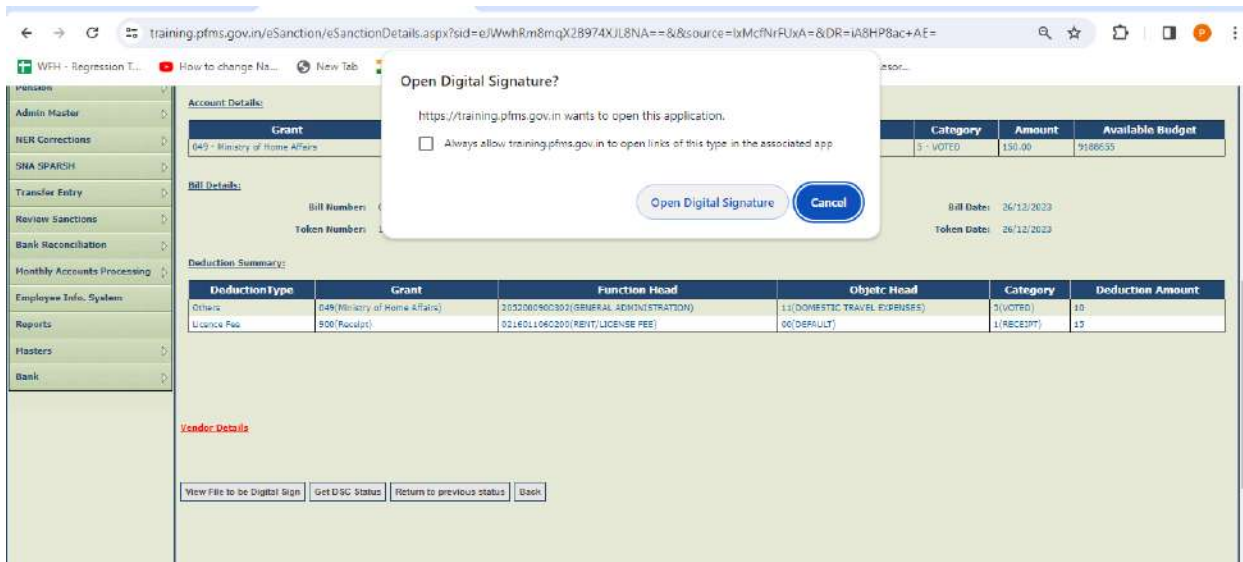 training.pfms.gov.in/eSanction/eSanctionDetails.aspx?sid=eJWwhRm8mqX28974XJL8NA==&&source=lxMcfNrFUxA=&DR=iA8HP8ac+AE=
P
WFH - Regression T...
How to change Na...
New Tab
Open Digital Signature?
https://training.pfms.gov.in wants to open this application.
Always allow training.pfms.gov.in to open links of this type in the associated app
Open Digital Signature
Cancel
Pension
Admin Master
NER Corrections
SNA SPARSH
Transfer Entry
Review Sanctions
Bank Reconciliation
Monthly Accounts Processing
Employee Info. System
Reports
Masters
Bank
Account Details:
Grant Category Amount Available Budget
049 - Ministry of Home Affairs 5 - VOTED 150.00 9188655
Bill Details:
Bill Number: Bill Date: 26/12/2023
Token Number: Token Date: 26/12/2023
Deduction Summary:
DeductionType Grant Function Head Objetc Head Category Deduction Amount
Others 049(Ministry of Home Affairs) 2052000900302(GENERAL ADMINISTRATION) 11(DOMESTIC TRAVEL EXPENSES) 5(VOTED) 10
Licence Fee 900(Receipt) 0216011060200(RENT/LICENSE FEE) 00(DEFAULT) 1(RECEIPT) 15
Vendor Details
View File to be Digital Sign Get DSC Status Return to previous status Back